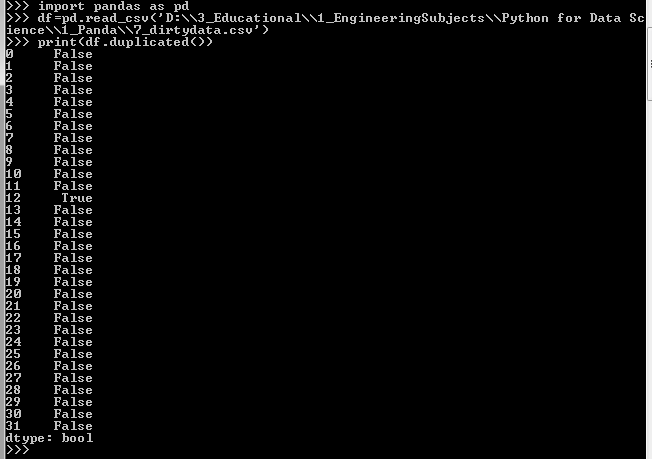 >>> import pandas as pd
>>> df=pd.read_csv('D:\\3_Educational\\1_EngineeringSubjects\\Python for Data Sc
ience\\1_Panda\\7_dirtydata.csv')
>>> print(df.duplicated())
0     False
1     False
2     False
3     False
4     False
5     False
6     False
7     False
8     False
9     False
10    False
11    False
12     True
13    False
14    False
15    False
16    False
17    False
18    False
19    False
20    False
21    False
22    False
23    False
24    False
25    False
26    False
27    False
28    False
29    False
30    False
31    False
dtype: bool
>>>